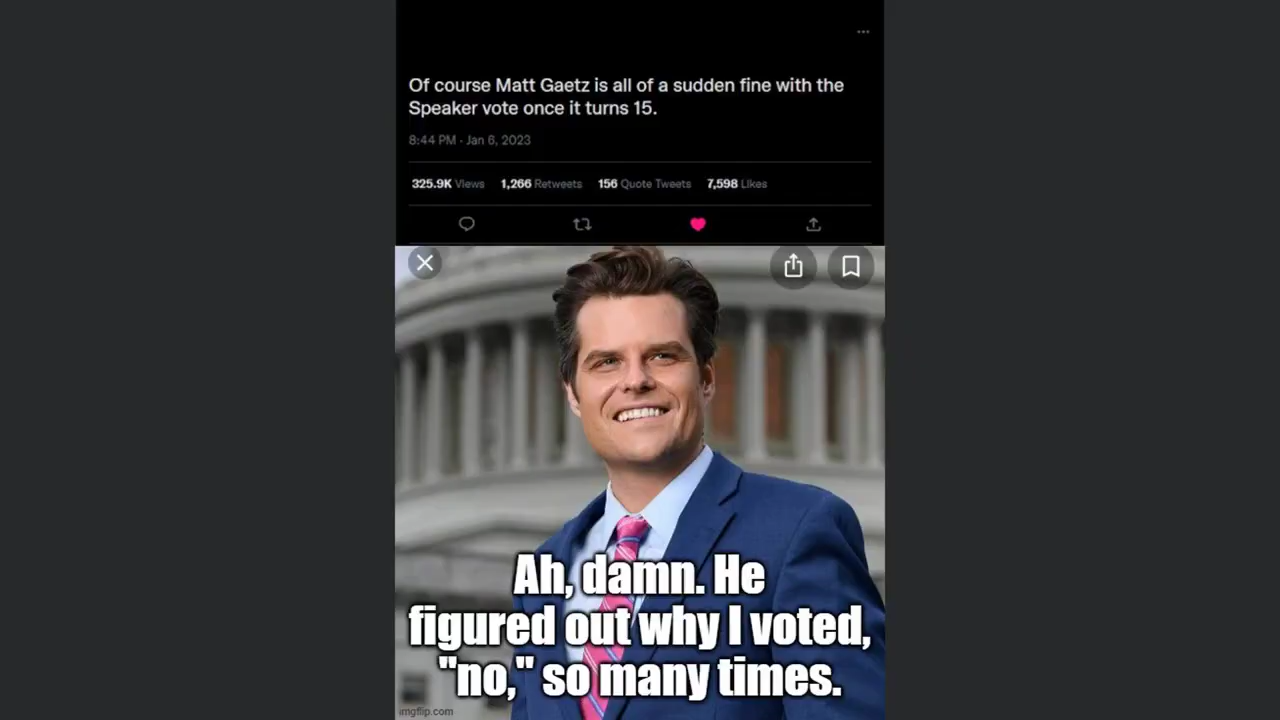 Of course Matt Gaetz is all of a sudden fine with the
Speaker vote once it turns 15.
8:44 PM · Jan 6, 2023
325.9K Views 1,266 Retweets 156 Quote Tweets 7,598 Likes
Ah, damn. He
figured out why I voted,
"no," so many times.
imgflip.com